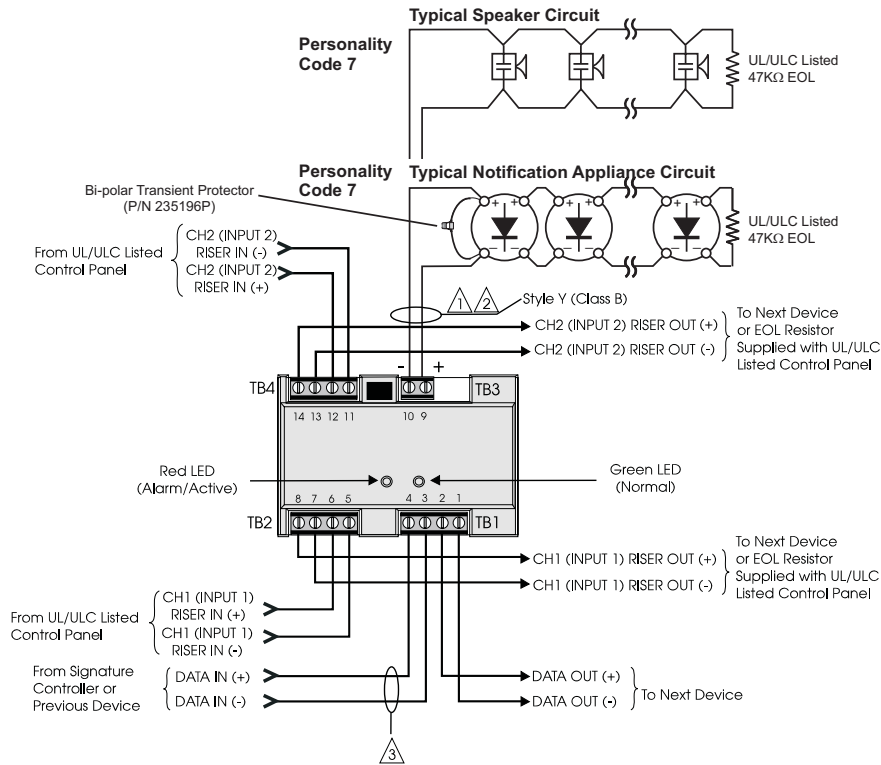 Typical Speaker Circuit
Personality
Code 7
UL/ULC Listed
47KΩ EOL
Personality
Code 7
Typical Notification Appliance Circuit
Bi-polar Transient Protector
(P/N 235196P)
+ +
+ +
+ +
– –
– –
– –
UL/ULC Listed
47KΩ EOL
From UL/ULC Listed
Control Panel
CH2 (INPUT 2)
RISER IN (-)
CH2 (INPUT 2)
RISER IN (+)
1
2
Style Y (Class B)
CH2 (INPUT 2) RISER OUT (+)
CH2 (INPUT 2) RISER OUT (-)
To Next Device
or EOL Resistor
Supplied with UL/ULC
Listed Control Panel
- +
TB4
TB3
14 13 12 11
10 9
Red LED
(Alarm/Active)
Green LED
(Normal)
8 7 6 5
4 3 2 1
TB2
TB1
CH1 (INPUT 1) RISER OUT (+)
CH1 (INPUT 1) RISER OUT (-)
To Next Device
or EOL Resistor
Supplied with UL/ULC
Listed Control Panel
From UL/ULC Listed
Control Panel
CH1 (INPUT 1)
RISER IN (+)
CH1 (INPUT 1)
RISER IN (-)
From Signature
Controller or
Previous Device
DATA IN (+)
DATA IN (-)
DATA OUT (+)
DATA OUT (-)
To Next Device
3